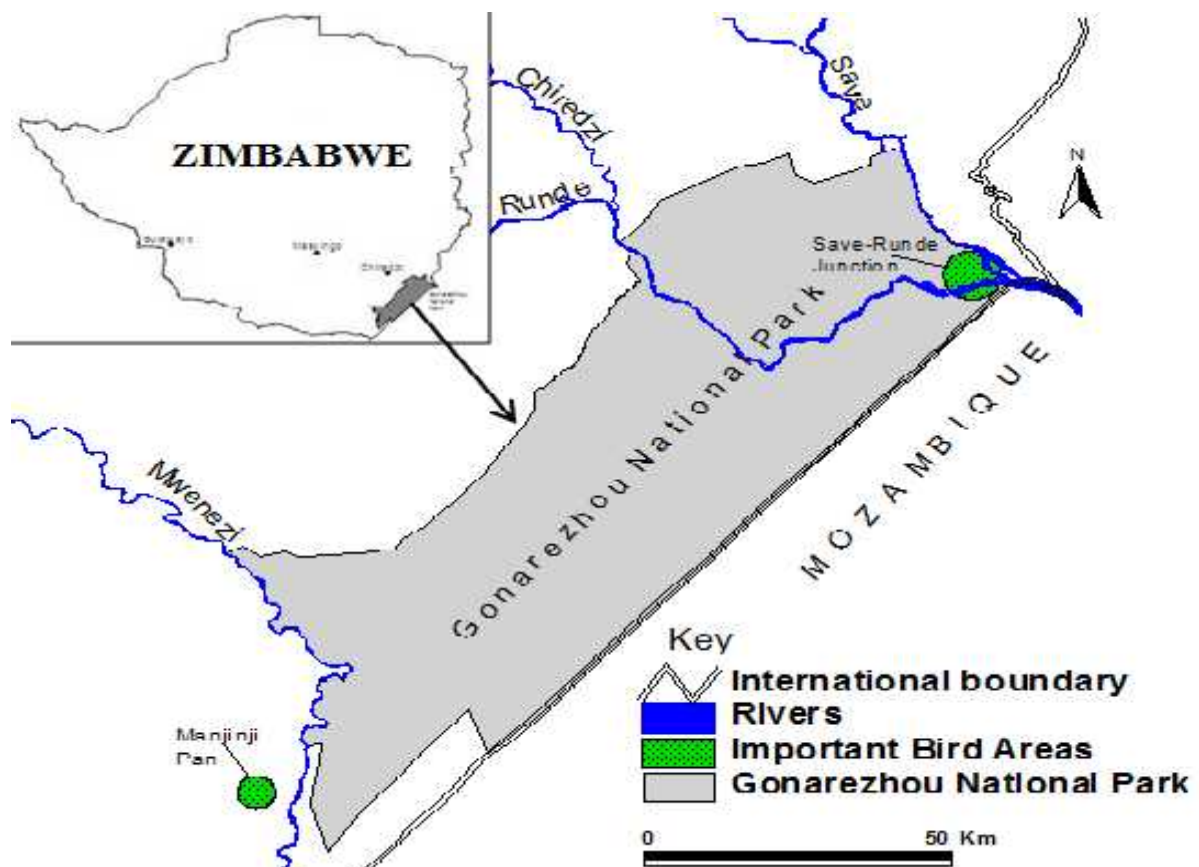 ZIMBABWE
Chiredzi
Runde
Save
N
Save-Runde
Junction
Gonarezhou National Park
MOZAMBIQUE
Mwenezi
Manjinji
Pan
Key
International boundary
Rivers
Important Bird Areas
Gonarezhou National Park
0 50 Km